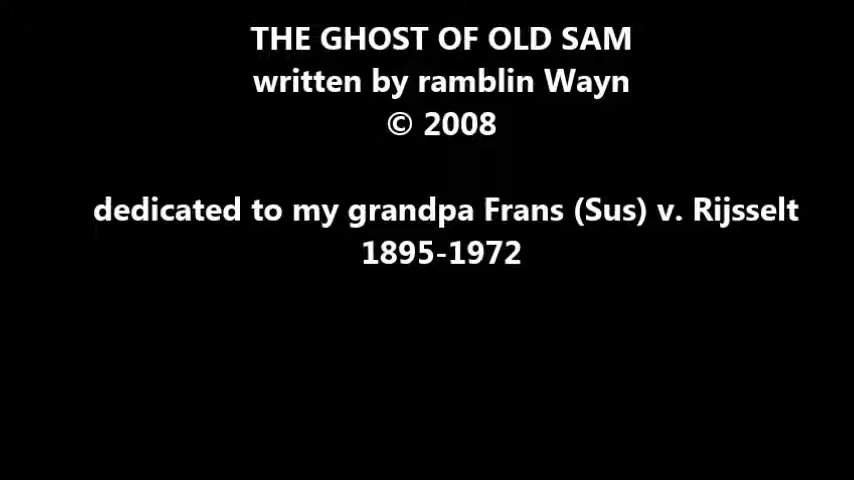 THE GHOST OF OLD SAM
written by ramblin Wayn
© 2008
dedicated to my grandpa Frans (Sus) v. Rijsselt
1895-1972